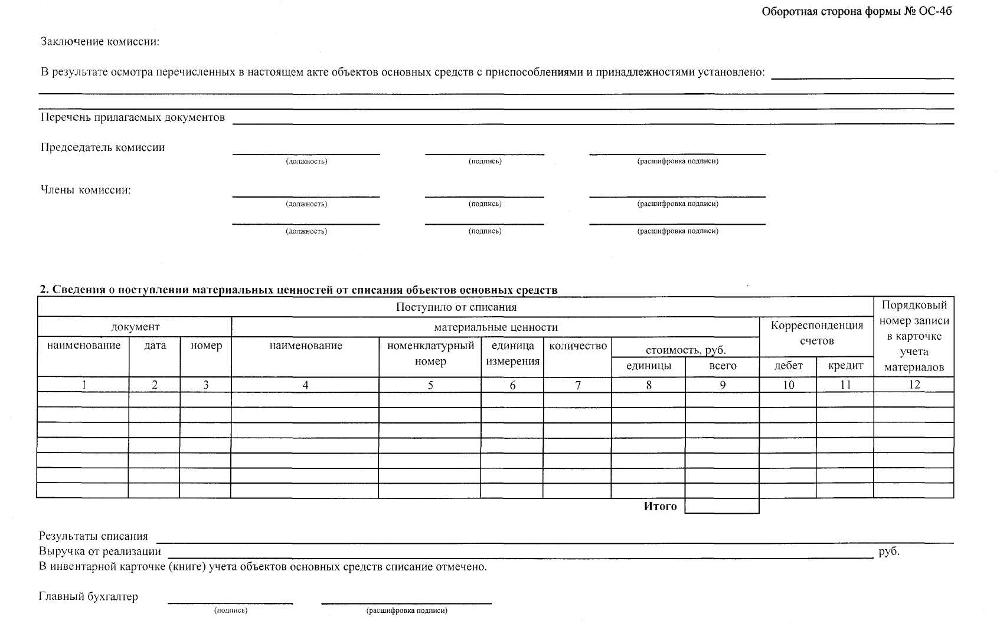 Оборотная сторона формы № ОС-4б
Заключение комиссии:
В результате осмотра перечисленных в настоящем акте объектов основных средств с приспособлениями и принадлежностями установлено:
Перечень прилагаемых документов
Председатель комиссии
(должность) (подпись) (расшифровка подписи)
Члены комиссии:
(должность) (подпись) (расшифровка подписи)
(должность) (подпись) (расшифровка подписи)
2. Сведения о поступлении материальных ценностей от списания объектов основных средств
Поступило от списания Порядковый
номер записи
в карточке
учета
материалов
документ материальные ценности Корреспонденция
счетов
наименование дата номер наименование номенклатурный единица количество стоимость, руб.
номер измерения единицы всего дебет кредит
1 2 3 4 5 6 7 8 9 10 11 12
Итого
Результаты списания
Выручка от реализации руб.
В инвентарной карточке (книге) учета объектов основных средств списание отмечено.
Главный бухгалтер
(подпись) (расшифровка подписи)